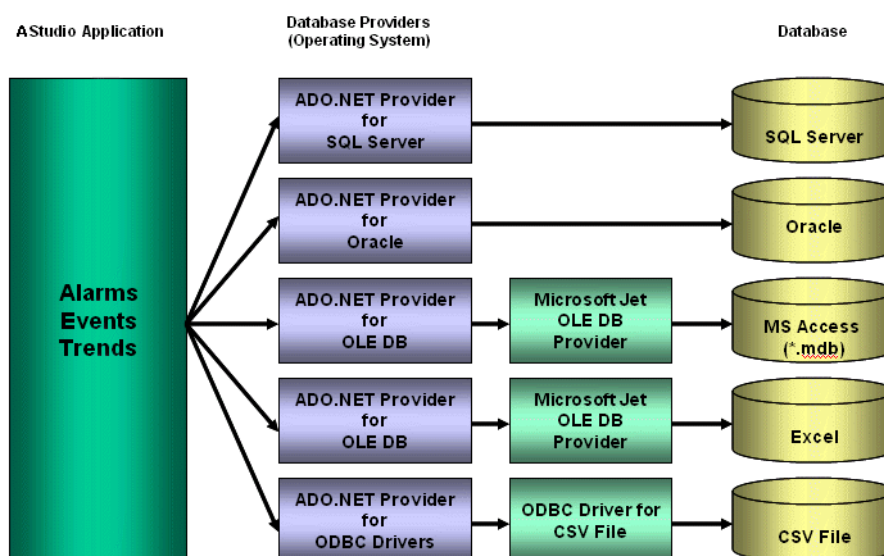 AStudio Application
Database Providers
(Operating System)
Database
Alarms
Events
Trends
ADO.NET Provider
for
SQL Server
SQL Server
ADO.NET Provider
for
Oracle
Oracle
ADO.NET Provider
for
OLE DB
Microsoft Jet
OLE DB
Provider
MS Access
(*.mdb)
ADO.NET Provider
for
OLE DB
Microsoft Jet
OLE DB
Provider
Excel
ADO.NET Provider
for
ODBC Drivers
ODBC Driver for
CSV File
CSV File